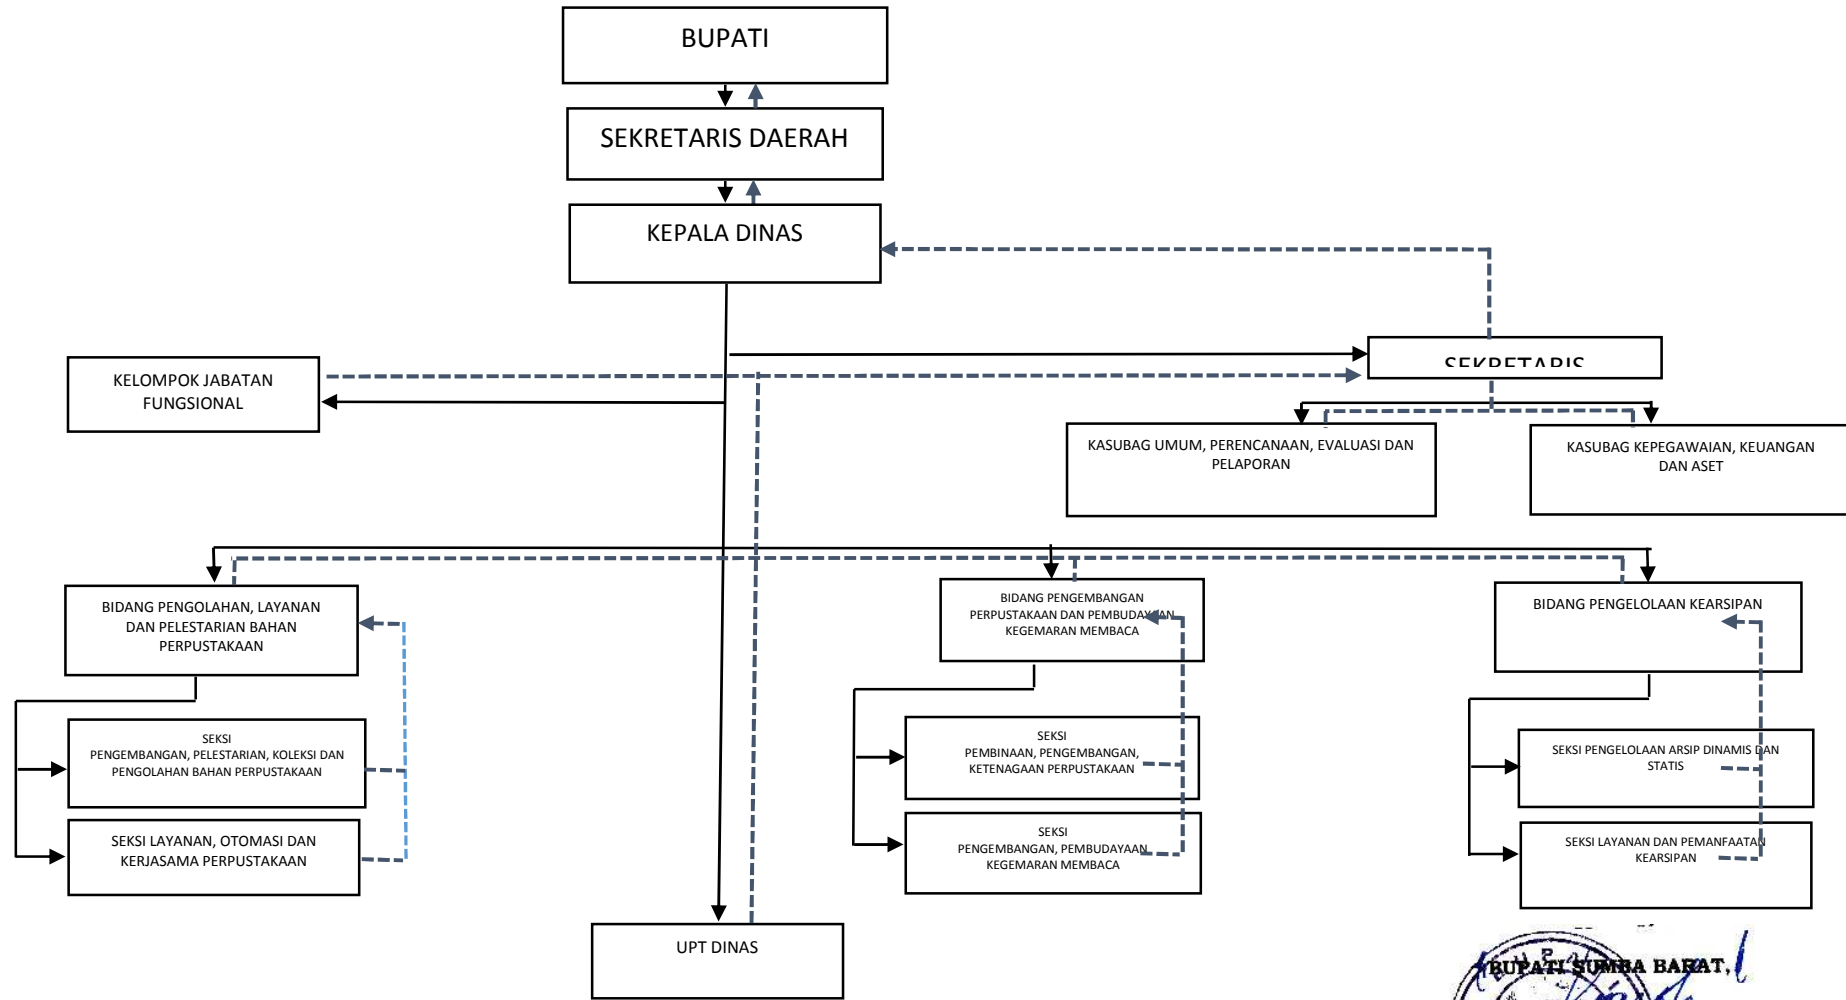 BUPATI
SEKRETARIS DAERAH
KEPALA DINAS
SEKRETARIS
KELOMPOK JABATAN
FUNGSIONAL
KASUBAG UMUM, PERENCANAAN, EVALUASI DAN
PELAPORAN
KASUBAG KEPEGAWAIAN, KEUANGAN
DAN ASET
BIDANG PENGOLAHAN, LAYANAN
DAN PELESTARIAN BAHAN
PERPUSTAKAAN
BIDANG PENGEMBANGAN
PERPUSTAKAAN DAN PEMBUDAYAAN
KEGEMARAN MEMBACA
BIDANG PENGELOLAAN KEARSIPAN
SEKSI
PENGEMBANGAN, PELESTARIAN, KOLEKSI DAN
PENGOLAHAN BAHAN PERPUSTAKAAN
SEKSI
PEMBINAAN, PENGEMBANGAN,
KETENAGAAN PERPUSTAKAAN
SEKSI PENGELOLAAN ARSIP DINAMIS DAN
STATIS
SEKSI LAYANAN, OTOMASI DAN
KERJASAMA PERPUSTAKAAN
SEKSI
PENGEMBANGAN, PEMBUDAYAAN
KEGEMARAN MEMBACA
SEKSI LAYANAN DAN PEMANFAATAN
KEARSIPAN
UPT DINAS
BUPATI SUMBA BARAT,